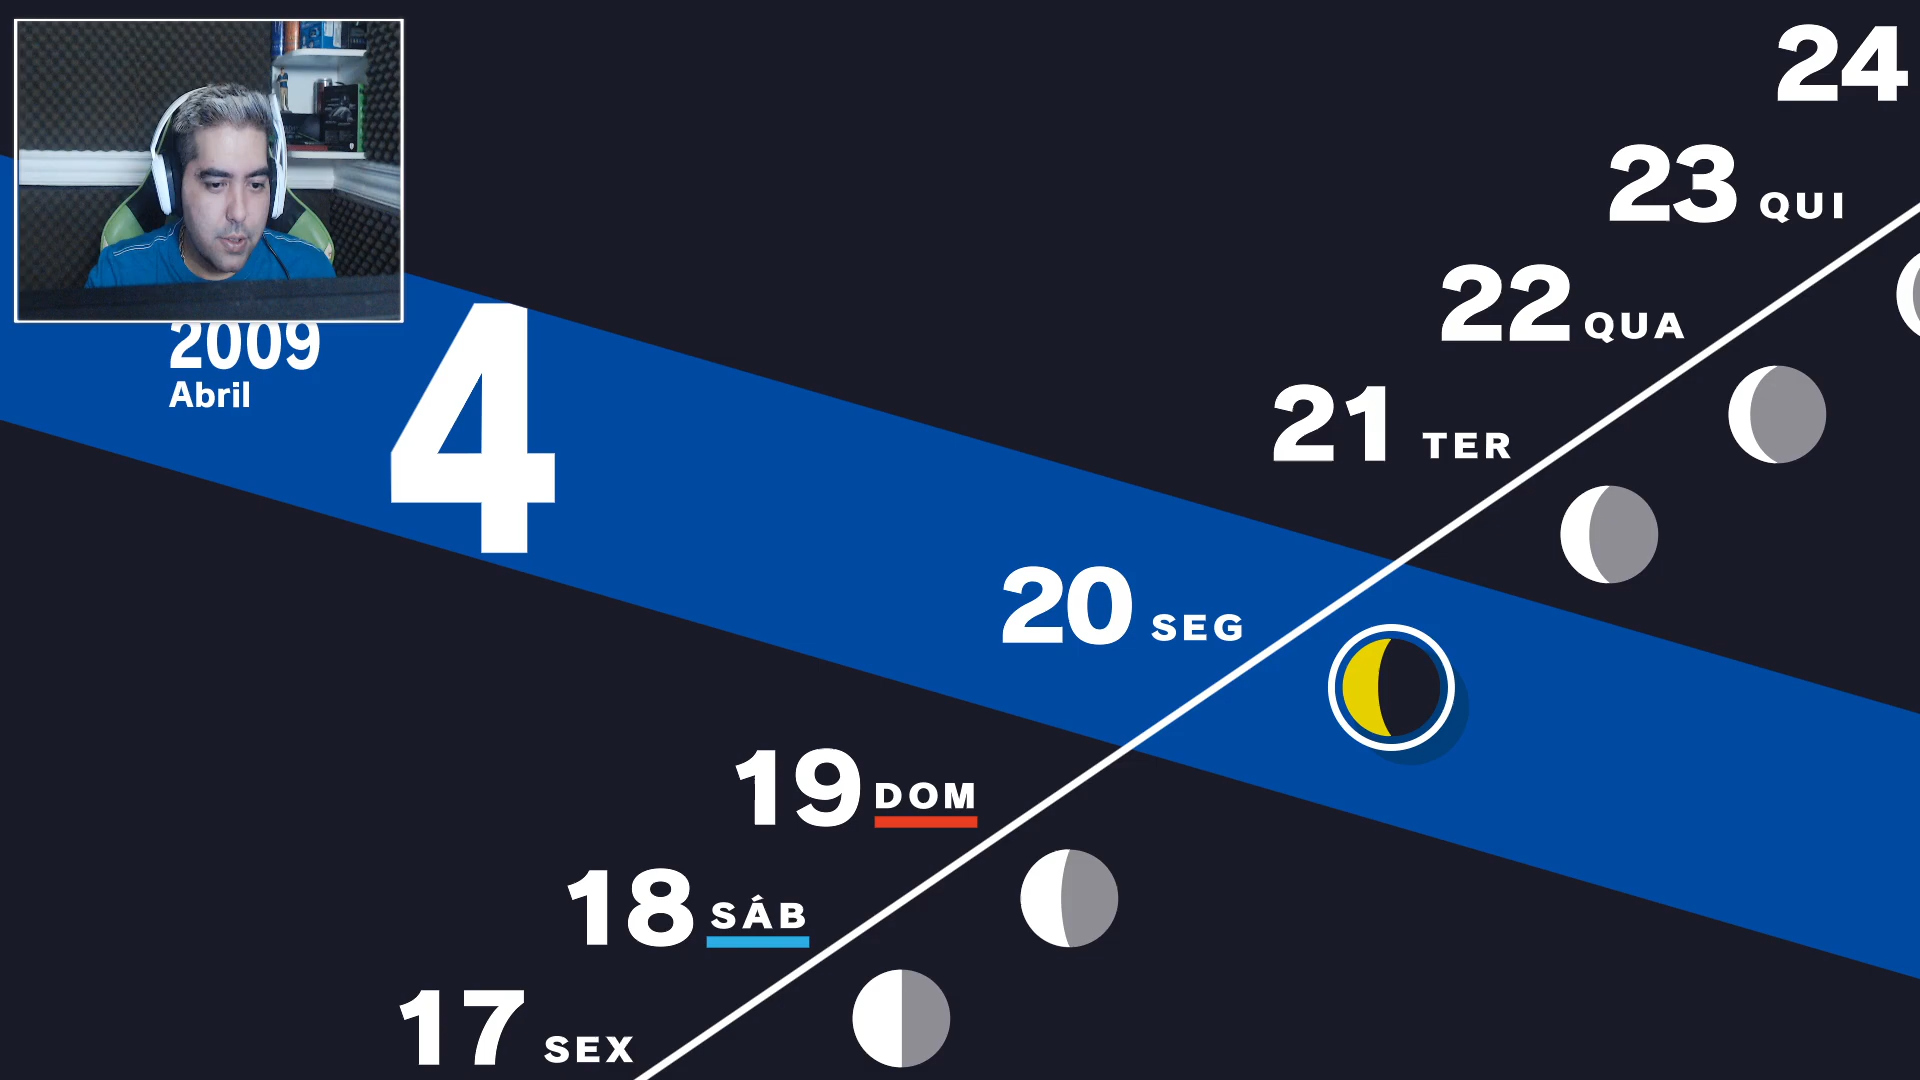 24
23 QUI
22 QUA
21 TER
2009
Abril
4
20 SEG
19 DOM
18 SÁB
17 SEX